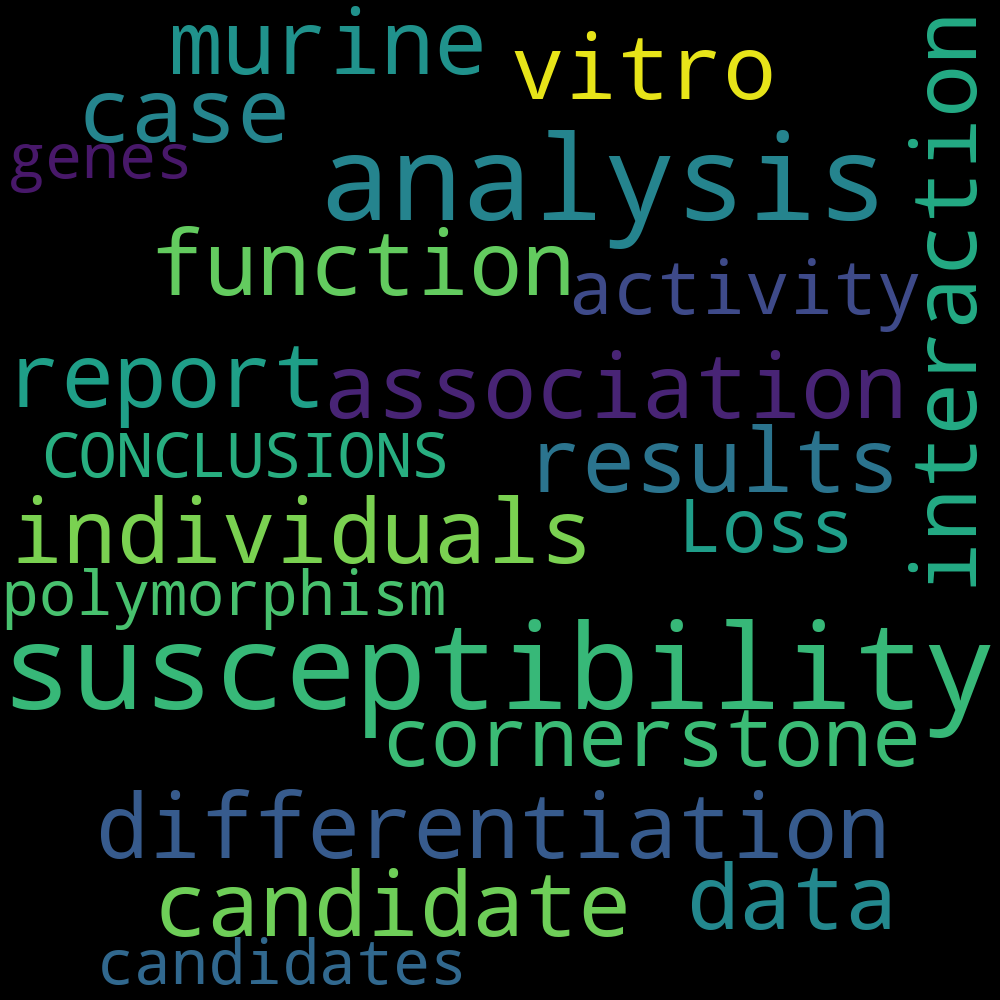 murine
vitro
case
genes
analysis
interaction
function
activity
report
association
CONCLUSIONS
results
individuals
Loss
polymorphism
susceptibility
cornerstone
differentiation
candidate
data
candidates